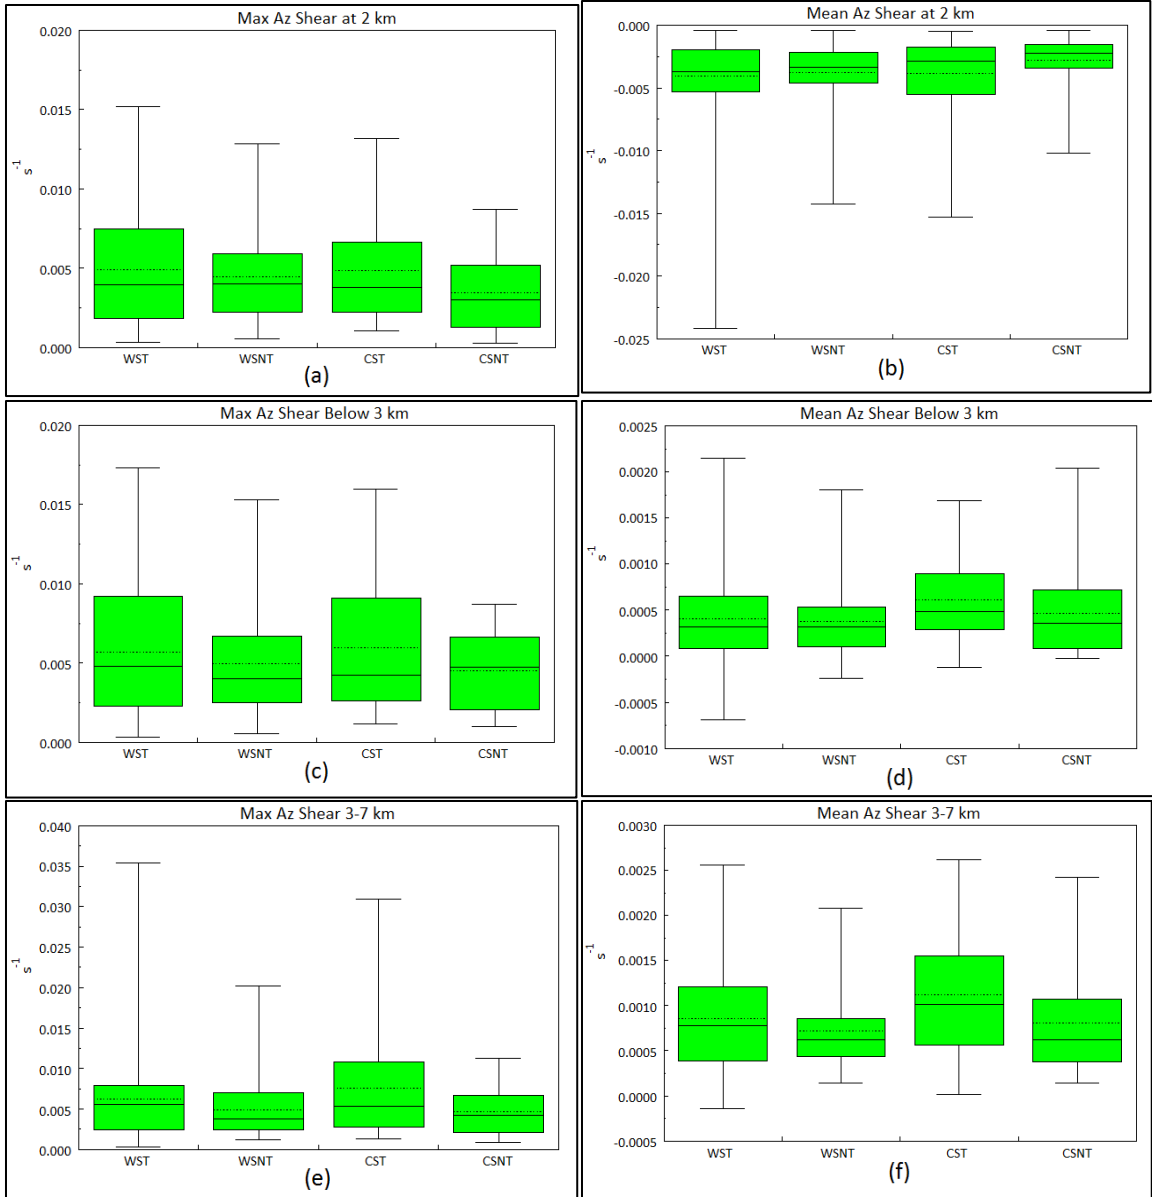 Max Az Shear at 2 km
0.020
0.015
0.010
0.005
0.000
s-1
WST WSNT CST CSNT
(a)
Mean Az Shear at 2 km
0.000
-0.005
-0.010
-0.015
-0.020
-0.025
s-1
WST WSNT CST CSNT
(b)
Max Az Shear Below 3 km
0.020
0.015
0.010
0.005
0.000
s-1
WST WSNT CST CSNT
(c)
Mean Az Shear Below 3 km
0.0025
0.0020
0.0015
0.0010
0.0005
0.0000
-0.0005
-0.0010
s-1
WST WSNT CST CSNT
(d)
Max Az Shear 3-7 km
0.040
0.035
0.030
0.025
0.020
0.015
0.010
0.005
0.000
s-1
WST WSNT CST CSNT
(e)
Mean Az Shear 3-7 km
0.0030
0.0025
0.0020
0.0015
0.0010
0.0005
0.0000
-0.0005
s-1
WST WSNT CST CSNT
(f)